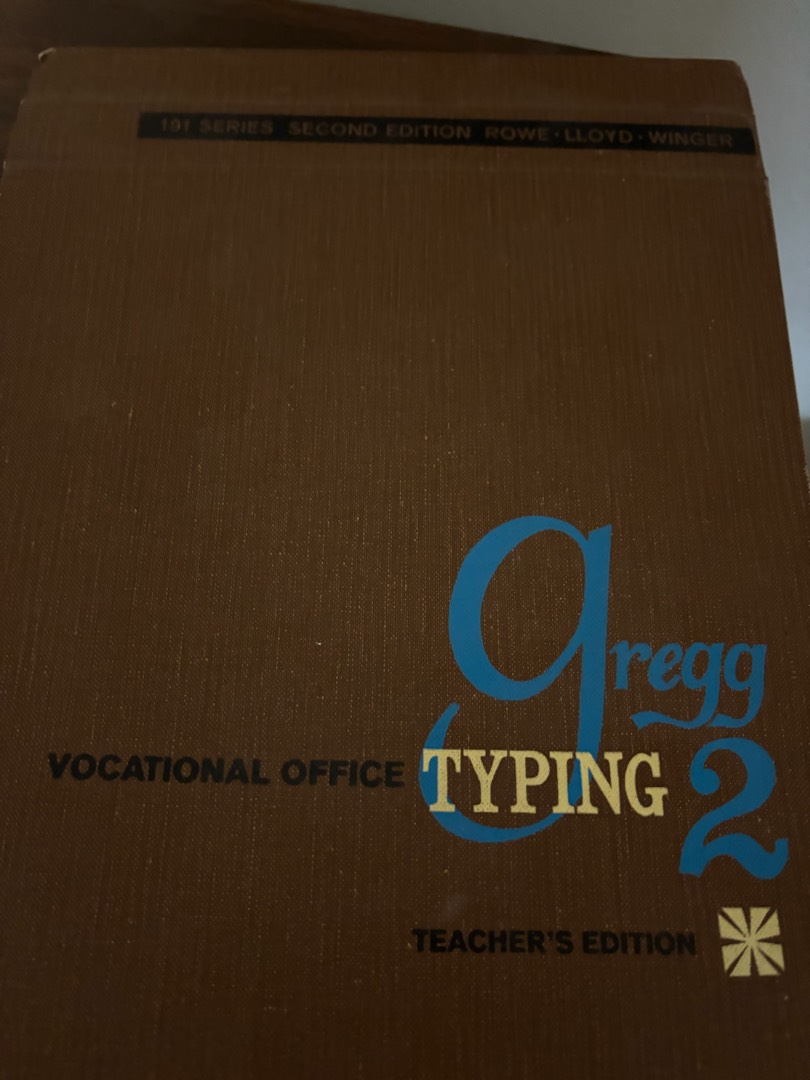 191 SERIES SECOND EDITION ROWE · LLOYD · WINGER
gregg
VOCATIONAL OFFICE TYPING 2
TEACHER'S EDITION